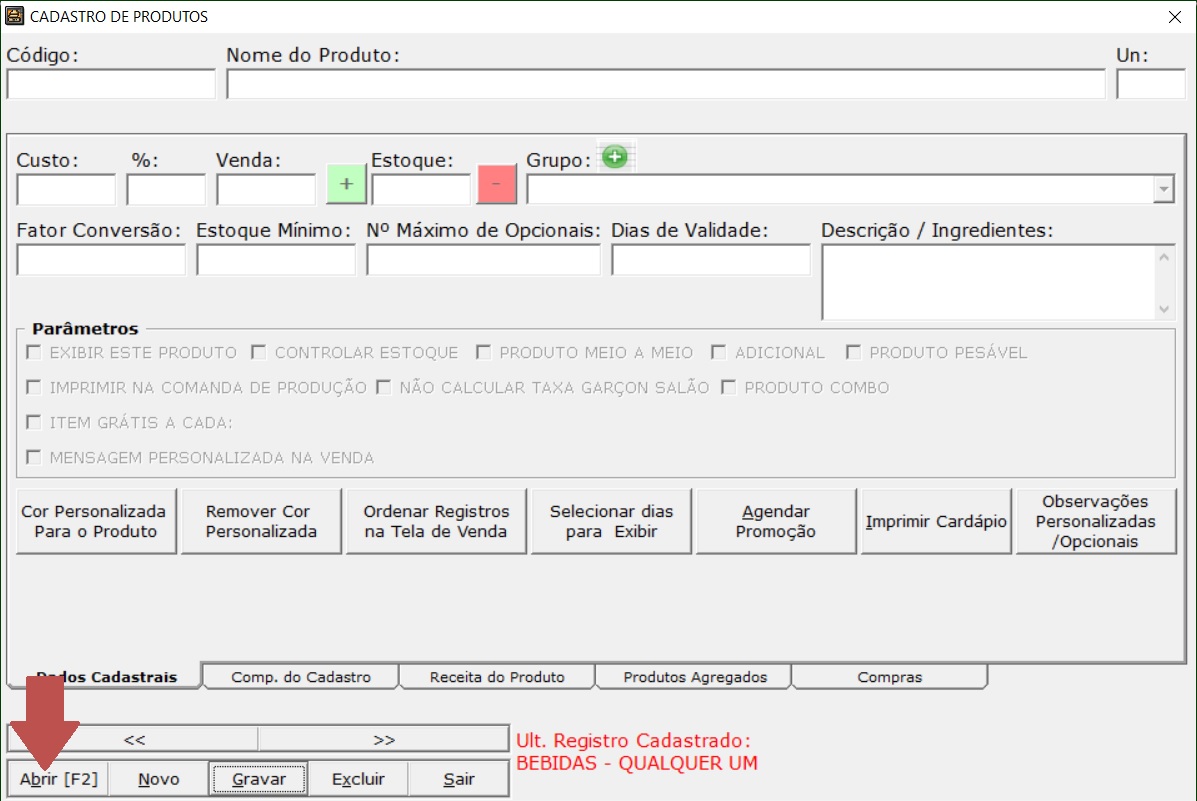 CADASTRO DE PRODUTOS
Código: Nome do Produto: Un:
Custo: %: Venda: + Estoque: - Grupo:
Fator Conversão: Estoque Mínimo: Nº Máximo de Opcionais: Dias de Validade: Descrição / Ingredientes:
Parâmetros
EXIBIR ESTE PRODUTO CONTROLAR ESTOQUE PRODUTO MEIO A MEIO ADICIONAL PRODUTO PESÁVEL
IMPRIMIR NA COMANDA DE PRODUÇÃO NÃO CALCULAR TAXA GARÇON SALÃO PRODUTO COMBO
ITEM GRÁTIS A CADA:
MENSAGEM PERSONALIZADA NA VENDA
Cor Personalizada
Para o Produto
Remover Cor
Personalizada
Ordenar Registros
na Tela de Venda
Selecionar dias
para Exibir
Agendar
Promoção
Imprimir Cardápio
Observações
Personalizadas
/Opcionais
Dados Cadastrais Comp. do Cadastro Receita do Produto Produtos Agregados Compras
<< >>
Ult. Registro Cadastrado:
BEBIDAS - QUALQUER UM
Abrir [F2] Novo Gravar Excluir Sair